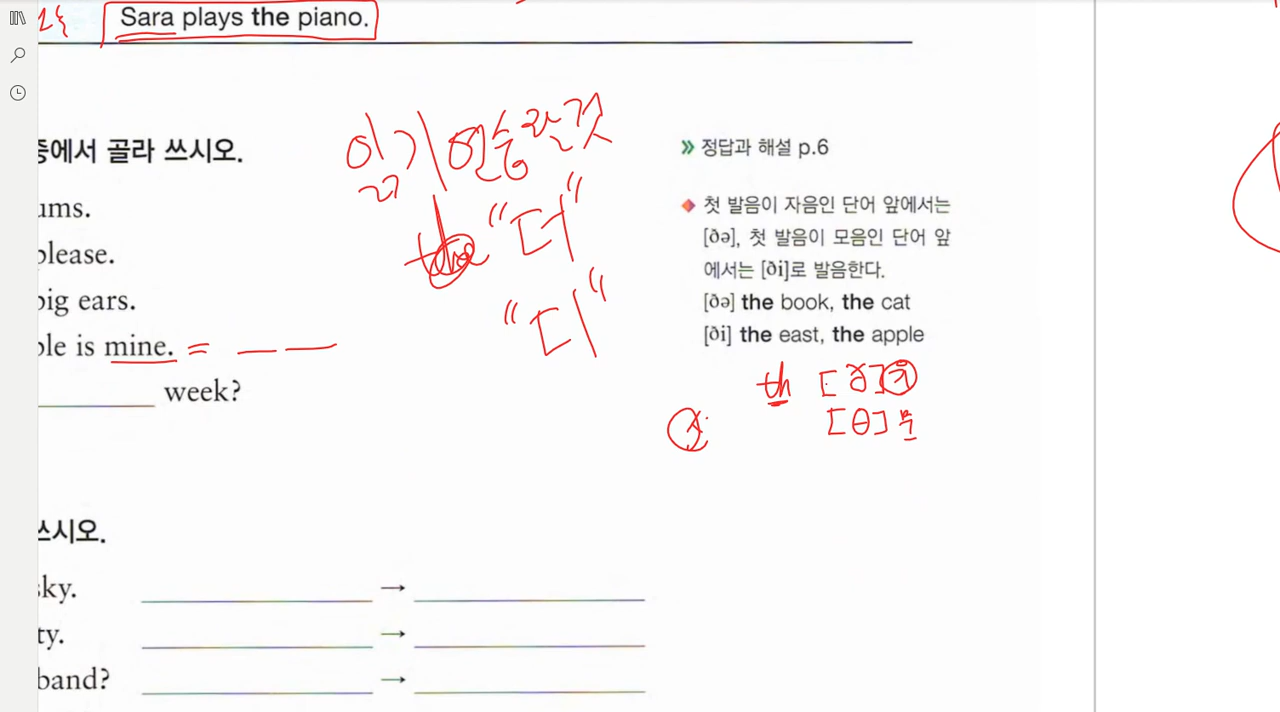 Sara plays the piano.
중에서 골라 쓰시오.
읽기 연습할 것
the "더"
"디"
ums.
please.
big ears.
ple is mine. = __ __
week?
정답과 해설 p.6
첫 발음이 자음인 단어 앞에서는
[ðə], 첫 발음이 모음인 단어 앞
에서는 [ði]로 발음한다.
[ðə] the book, the cat
[ði] the east, the apple
th [ð]
[θ]
쓰시오.
sky. →
ty. →
band? →